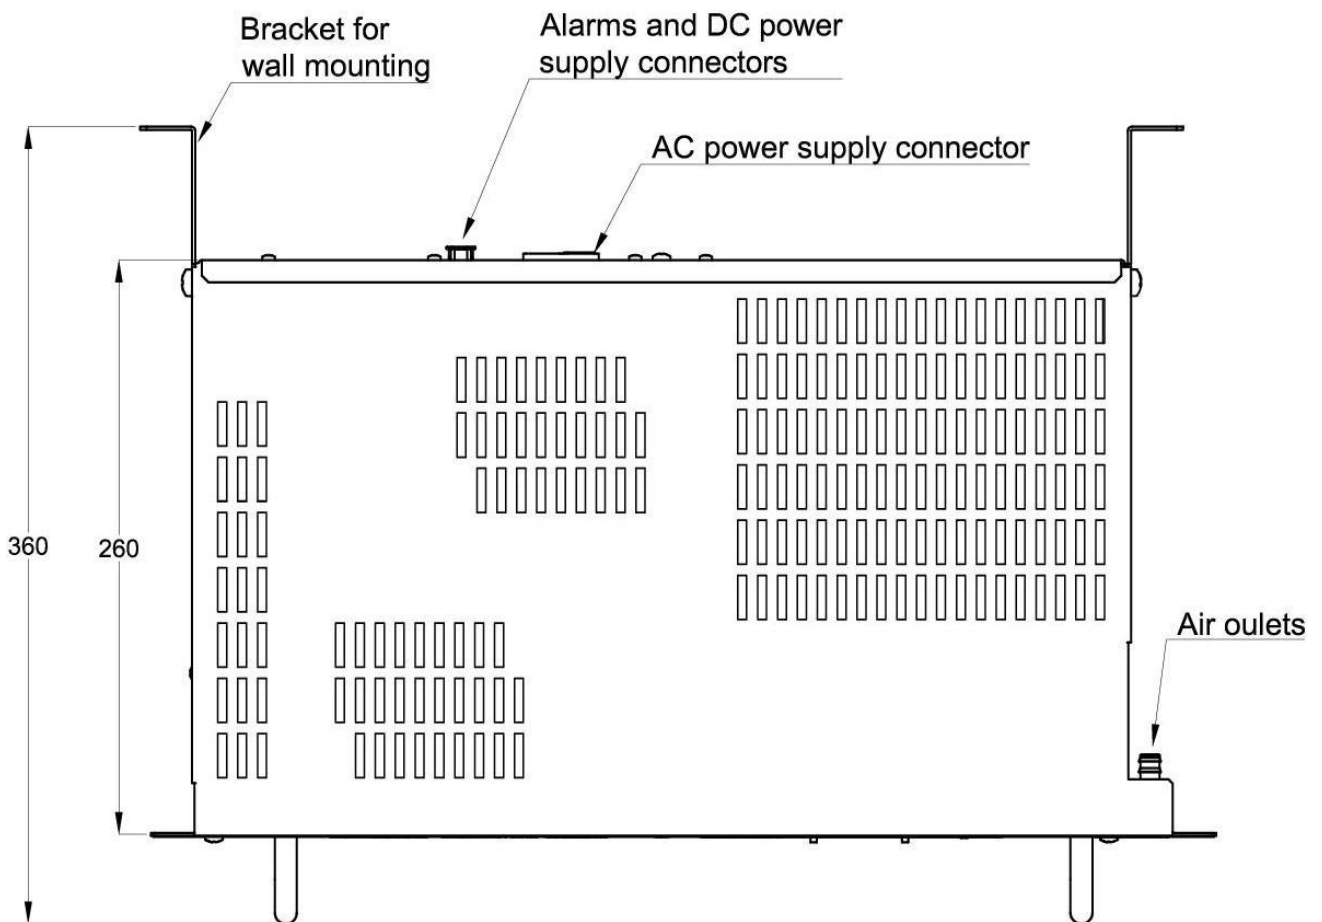 Bracket for
wall mounting
Alarms and DC power
supply connectors
AC power supply connector
360
260
Air oulets